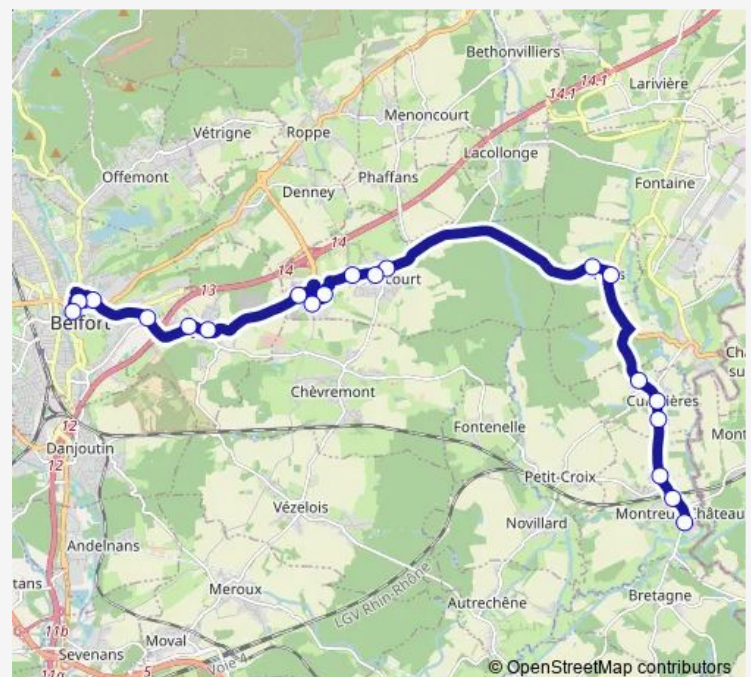 Bethonvilliers
14.1
14.1
Larivière
Menoncourt
Vétrigne
Roppe
Lacollonge
Offemont
Phaffans
Denney
Fontaine
14
14
13
Belfort
Chèvremont
12
Fontenelle
Danjoutin
12
Petit-Croix
Vézelois
Novillard
Andelnans
LGV Rhin-Rhône
Bretagne
Meroux
Autrechêne
11b
Moval
Voie 4
Sevenans
5
© OpenStreetMap contributors